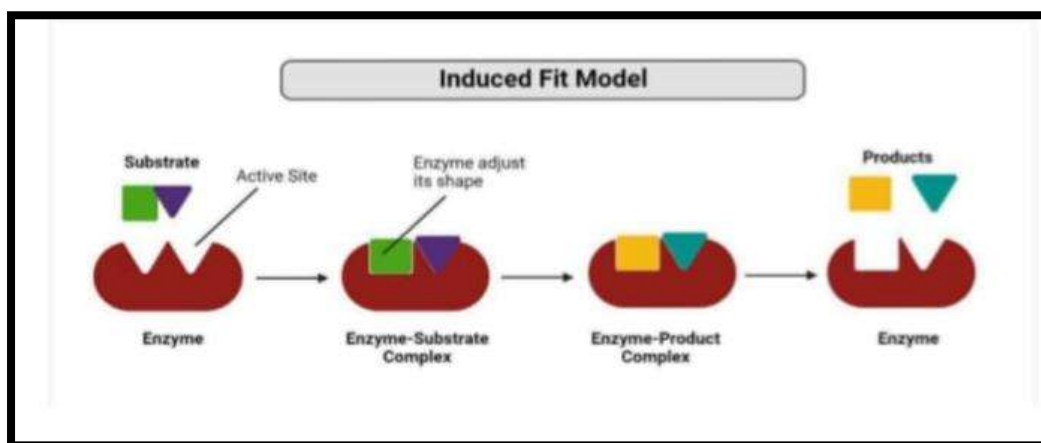 Induced Fit Model
Substrate
Active Site
Enzyme adjust
its shape
Products
Enzyme
Enzyme-Substrate
Complex
Enzyme-Product
Complex
Enzyme